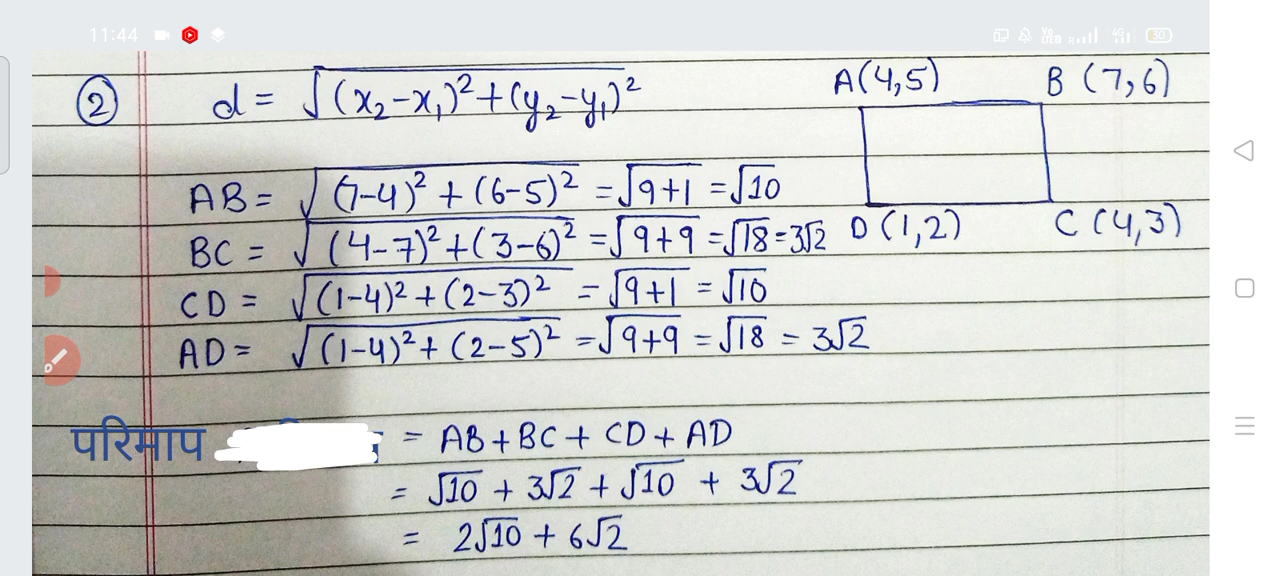 11:44
30
② d = √(x₂-x₁)²+(y₂-y₁)²
A(4,5) B (7,6)
AB = √(7-4)² + (6-5)² = √9+1 = √10
BC = √(4-7)²+(3-6)² = √9+9 = √18 = 3√2
D (1,2) C (4,3)
CD = √(1-4)² + (2-3)² = √9+1 = √10
AD = √(1-4)² + (2-5)² = √9+9 = √18 = 3√2
परिमाप = AB + BC + CD + AD
= √10 + 3√2 + √10 + 3√2
= 2√10 + 6√2